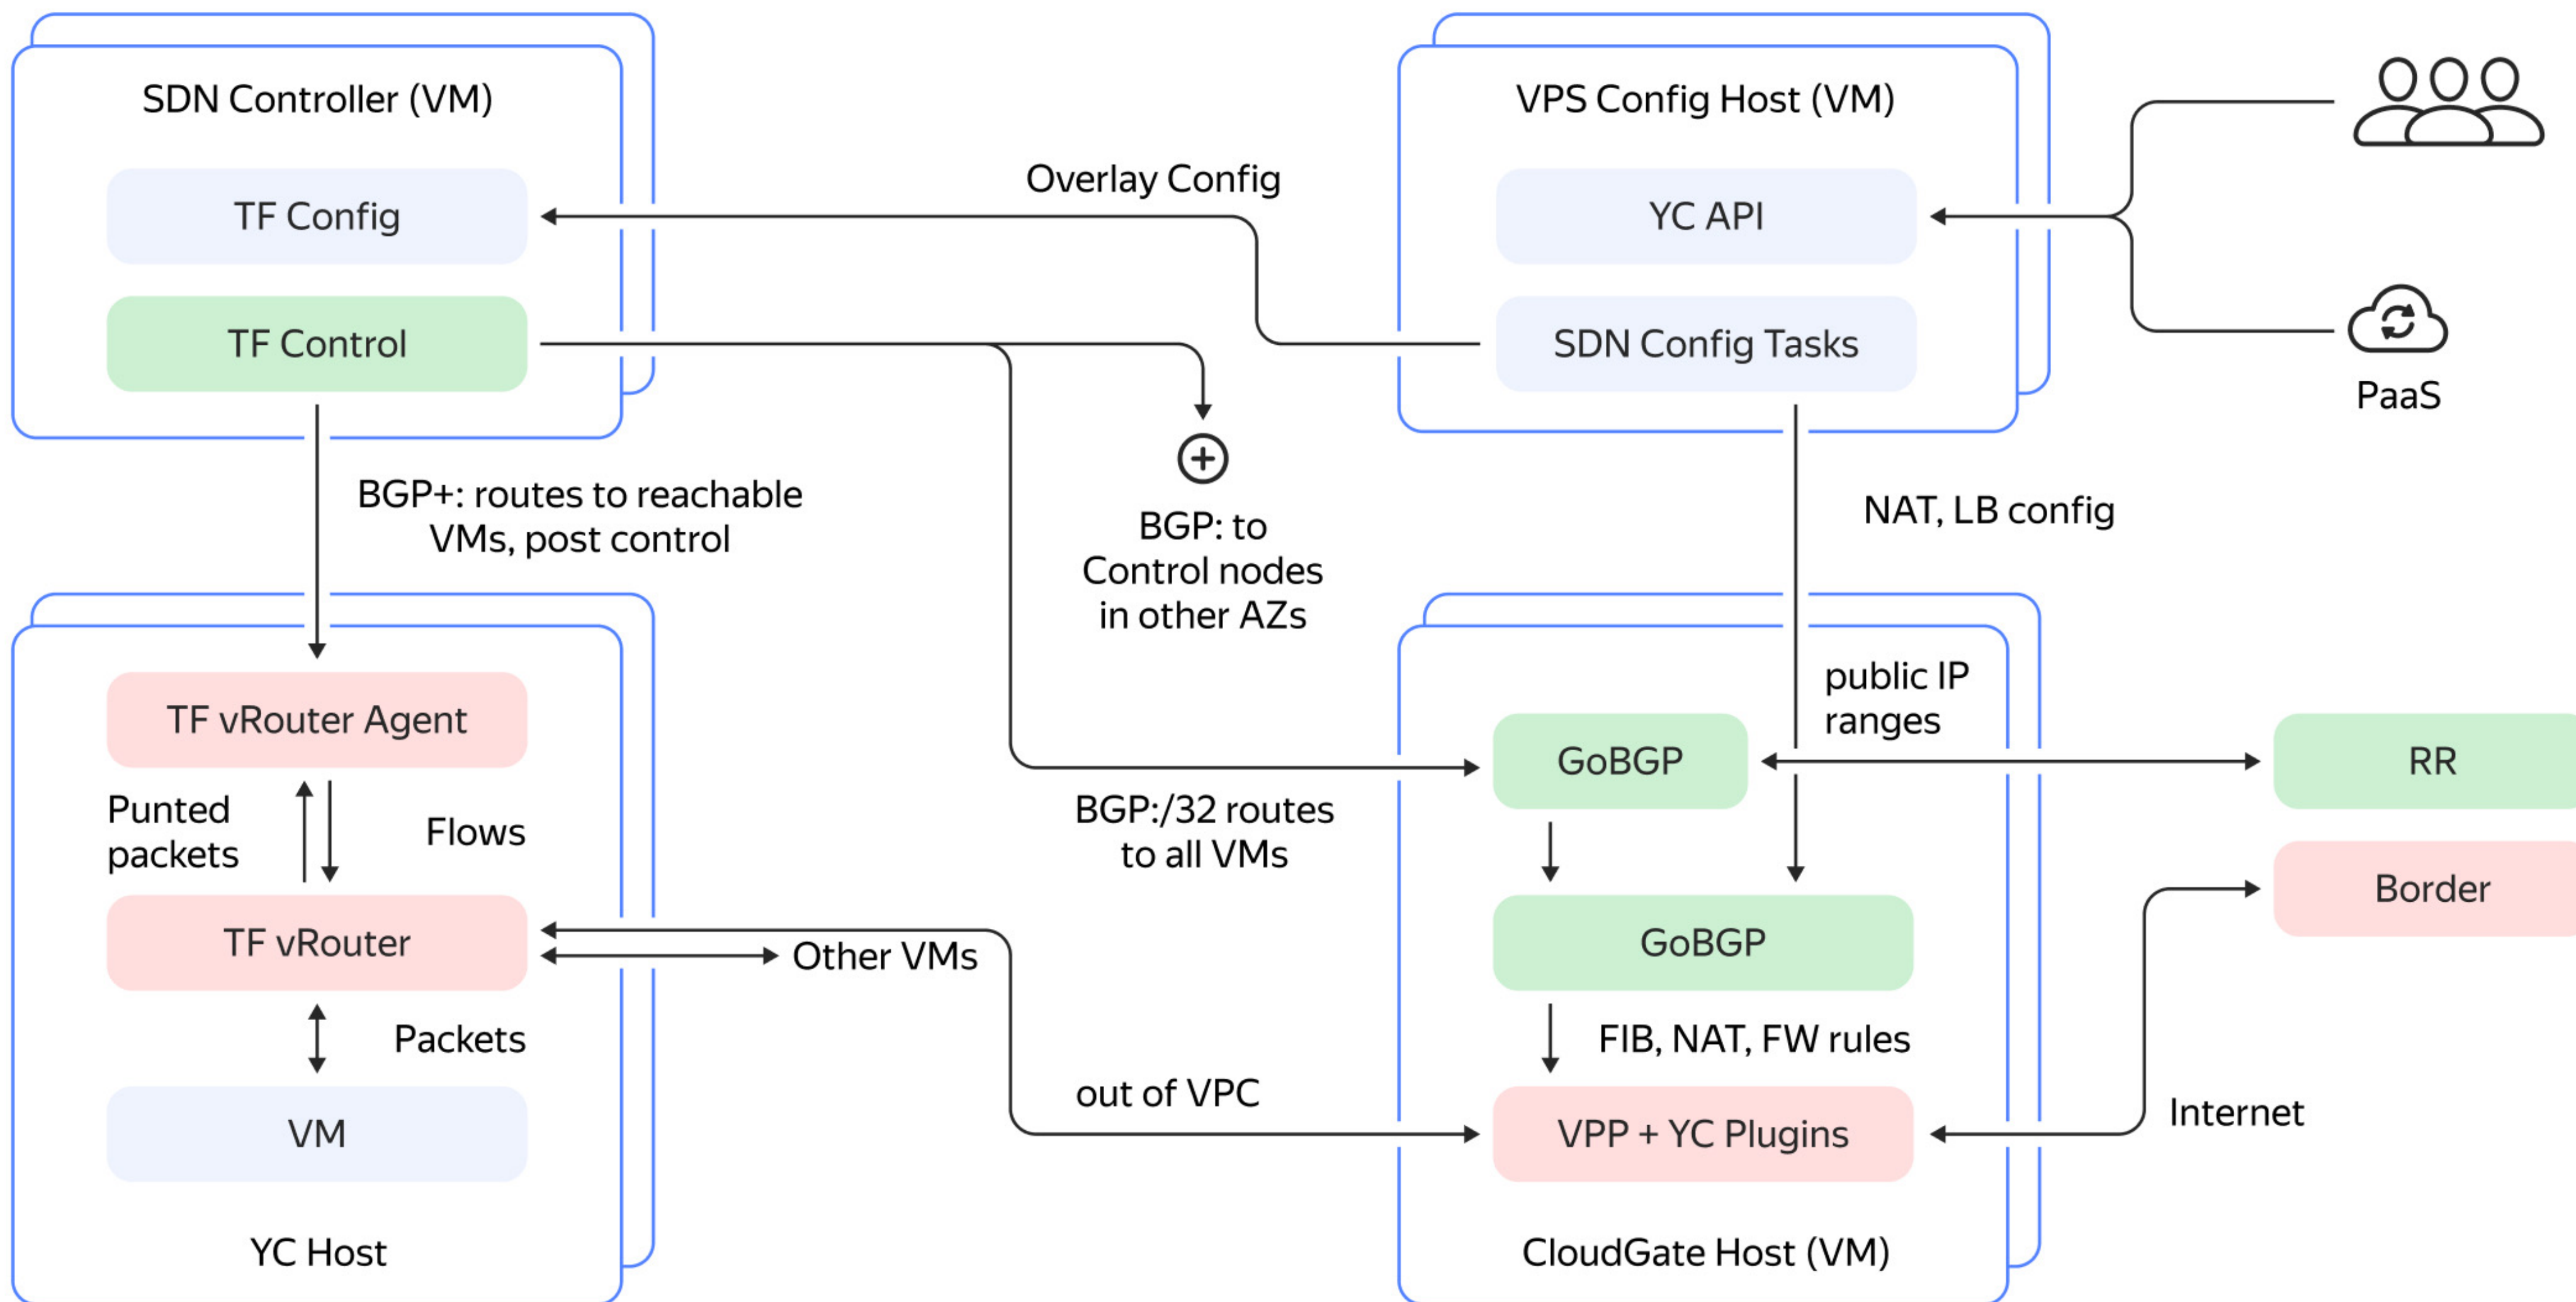 SDN Controller (VM)
TF Config
TF Control
Overlay Config
VPS Config Host (VM)
YC API
SDN Config Tasks
PaaS
BGP+: routes to reachable
VMs, post control
BGP: to
Control nodes
in other AZs
NAT, LB config
TF vRouter Agent
Punted
packets
Flows
TF vRouter
Packets
VM
YC Host
Other VMs
BGP:/32 routes
to all VMs
out of VPC
public IP
ranges
GoBGP
GoBGP
FIB, NAT, FW rules
VPP + YC Plugins
CloudGate Host (VM)
RR
Border
Internet